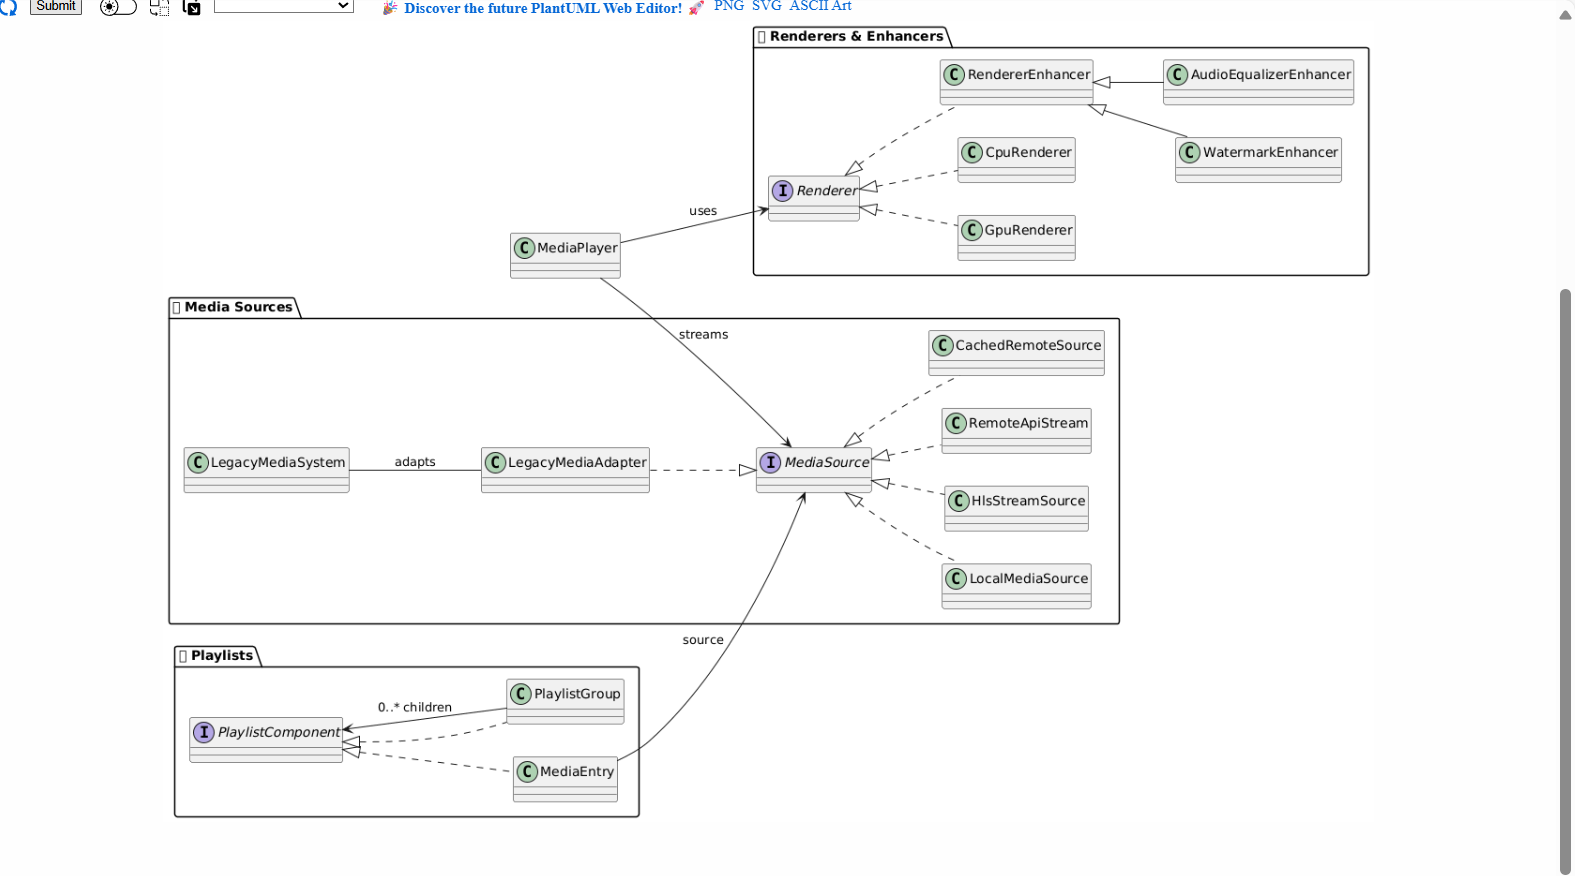 Submit
🎉 Discover the future PlantUML Web Editor! 🚀 PNG SVG ASCII Art
Renderers & Enhancers
C RendererEnhancer
C AudioEqualizerEnhancer
C CpuRenderer
C WatermarkEnhancer
I Renderer
uses
C GpuRenderer
C MediaPlayer
Media Sources
streams
C CachedRemoteSource
C RemoteApiStream
C LegacyMediaSystem
adapts
C LegacyMediaAdapter
I MediaSource
C HlsStreamSource
C LocalMediaSource
source
Playlists
C PlaylistGroup
0..* children
I PlaylistComponent
C MediaEntry